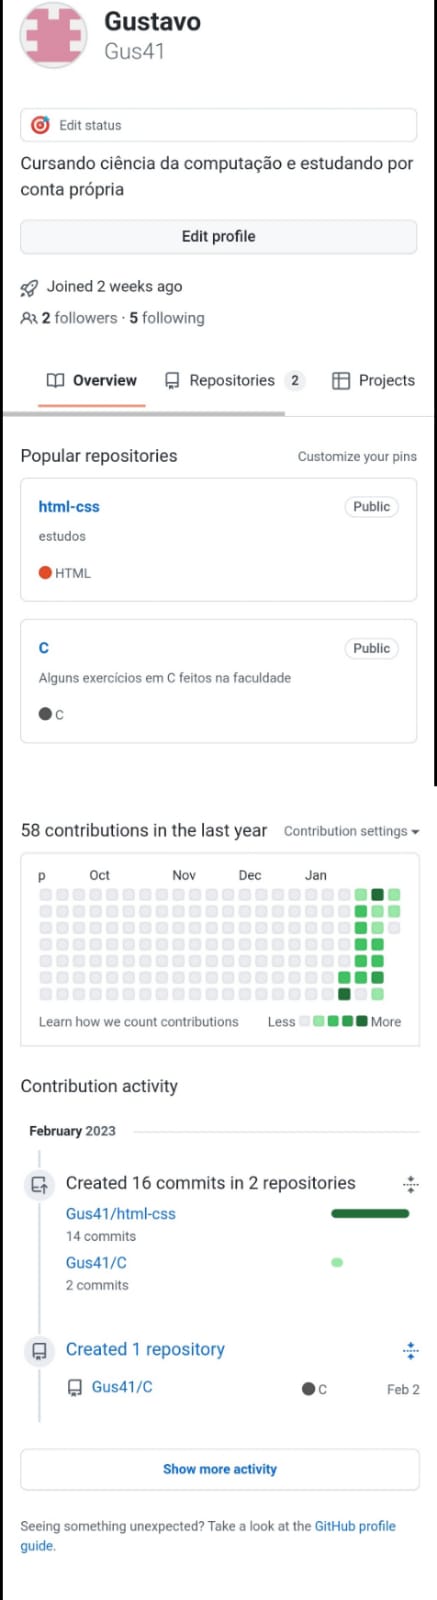 Gustavo
Gus41
Edit status
Cursando ciência da computação e estudando por
conta própria
Edit profile
Joined 2 weeks ago
2 followers · 5 following
Overview Repositories 2 Projects
Popular repositories Customize your pins
html-css Public
estudos
HTML
C Public
Alguns exercícios em C feitos na faculdade
C
58 contributions in the last year Contribution settings
p Oct Nov Dec Jan
Learn how we count contributions Less More
Contribution activity
February 2023
Created 16 commits in 2 repositories
Gus41/html-css
14 commits
Gus41/C
2 commits
Created 1 repository
Gus41/C C Feb 2
Show more activity
Seeing something unexpected? Take a look at the GitHub profile
guide.